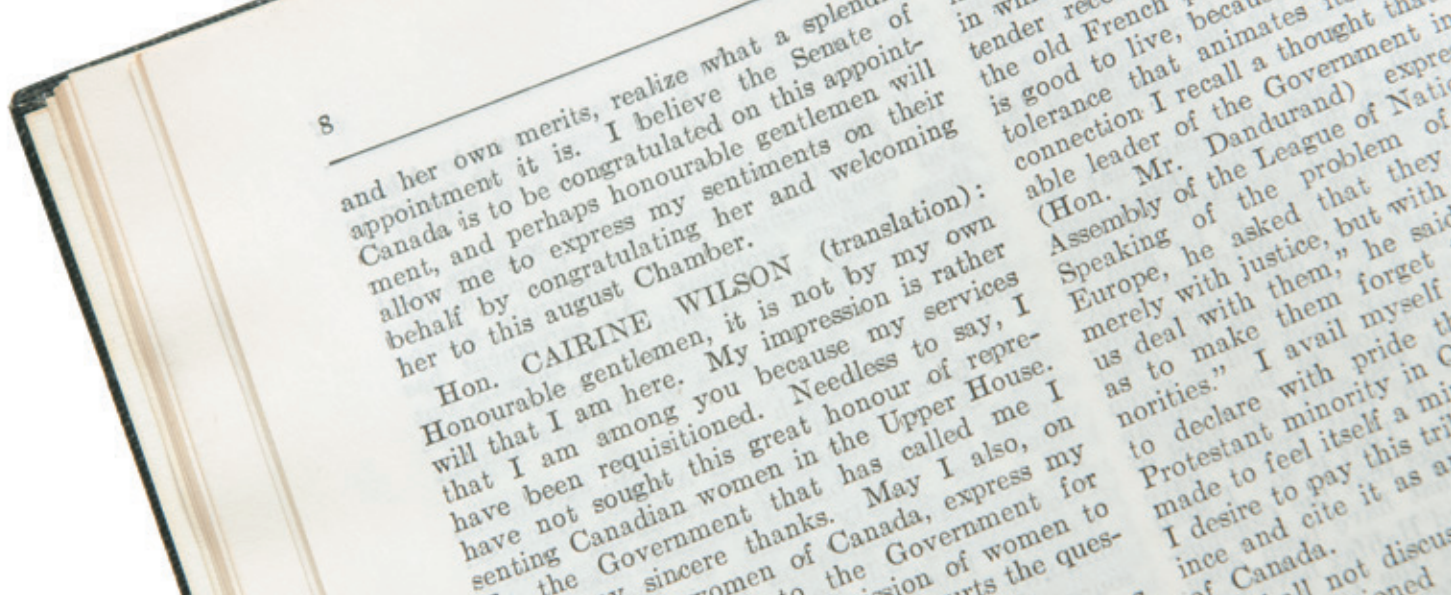 8
and her own merits, realize what a
appointment it is. I believe the Senate of
Canada is to be congratulated on this appoint-
ment, and perhaps honourable gentlemen will
allow me to express my sentiments on their
behalf by congratulating her and welcoming
her to this august Chamber.
Hon. CAIRINE WILSON (translation):
Honourable gentlemen, it is not by my own
will that I am here. My impression is rather
that I am among you because my services
have been requisitioned. Needless to say, I
have not sought this great honour of repre-
senting Canadian women in the Upper House.
the Government that has called me I
sincere thanks. May I also, on
of Canada, express my
the Government for
of women to
the ques-
in
tender
the old French
is good to live,
tolerance that animates
connection I recall a thought
able leader of the Government in
(Hon. Mr. Dandurand)
Assembly of the League of
Speaking of the problem of
Europe, he asked that they
merely with justice, but with
us deal with them," he
as to make them forget
norities." I avail myself
to declare with pride
Protestant minority in
made to feel itself a
I desire to pay this
ince and cite it as
of Canada.
not